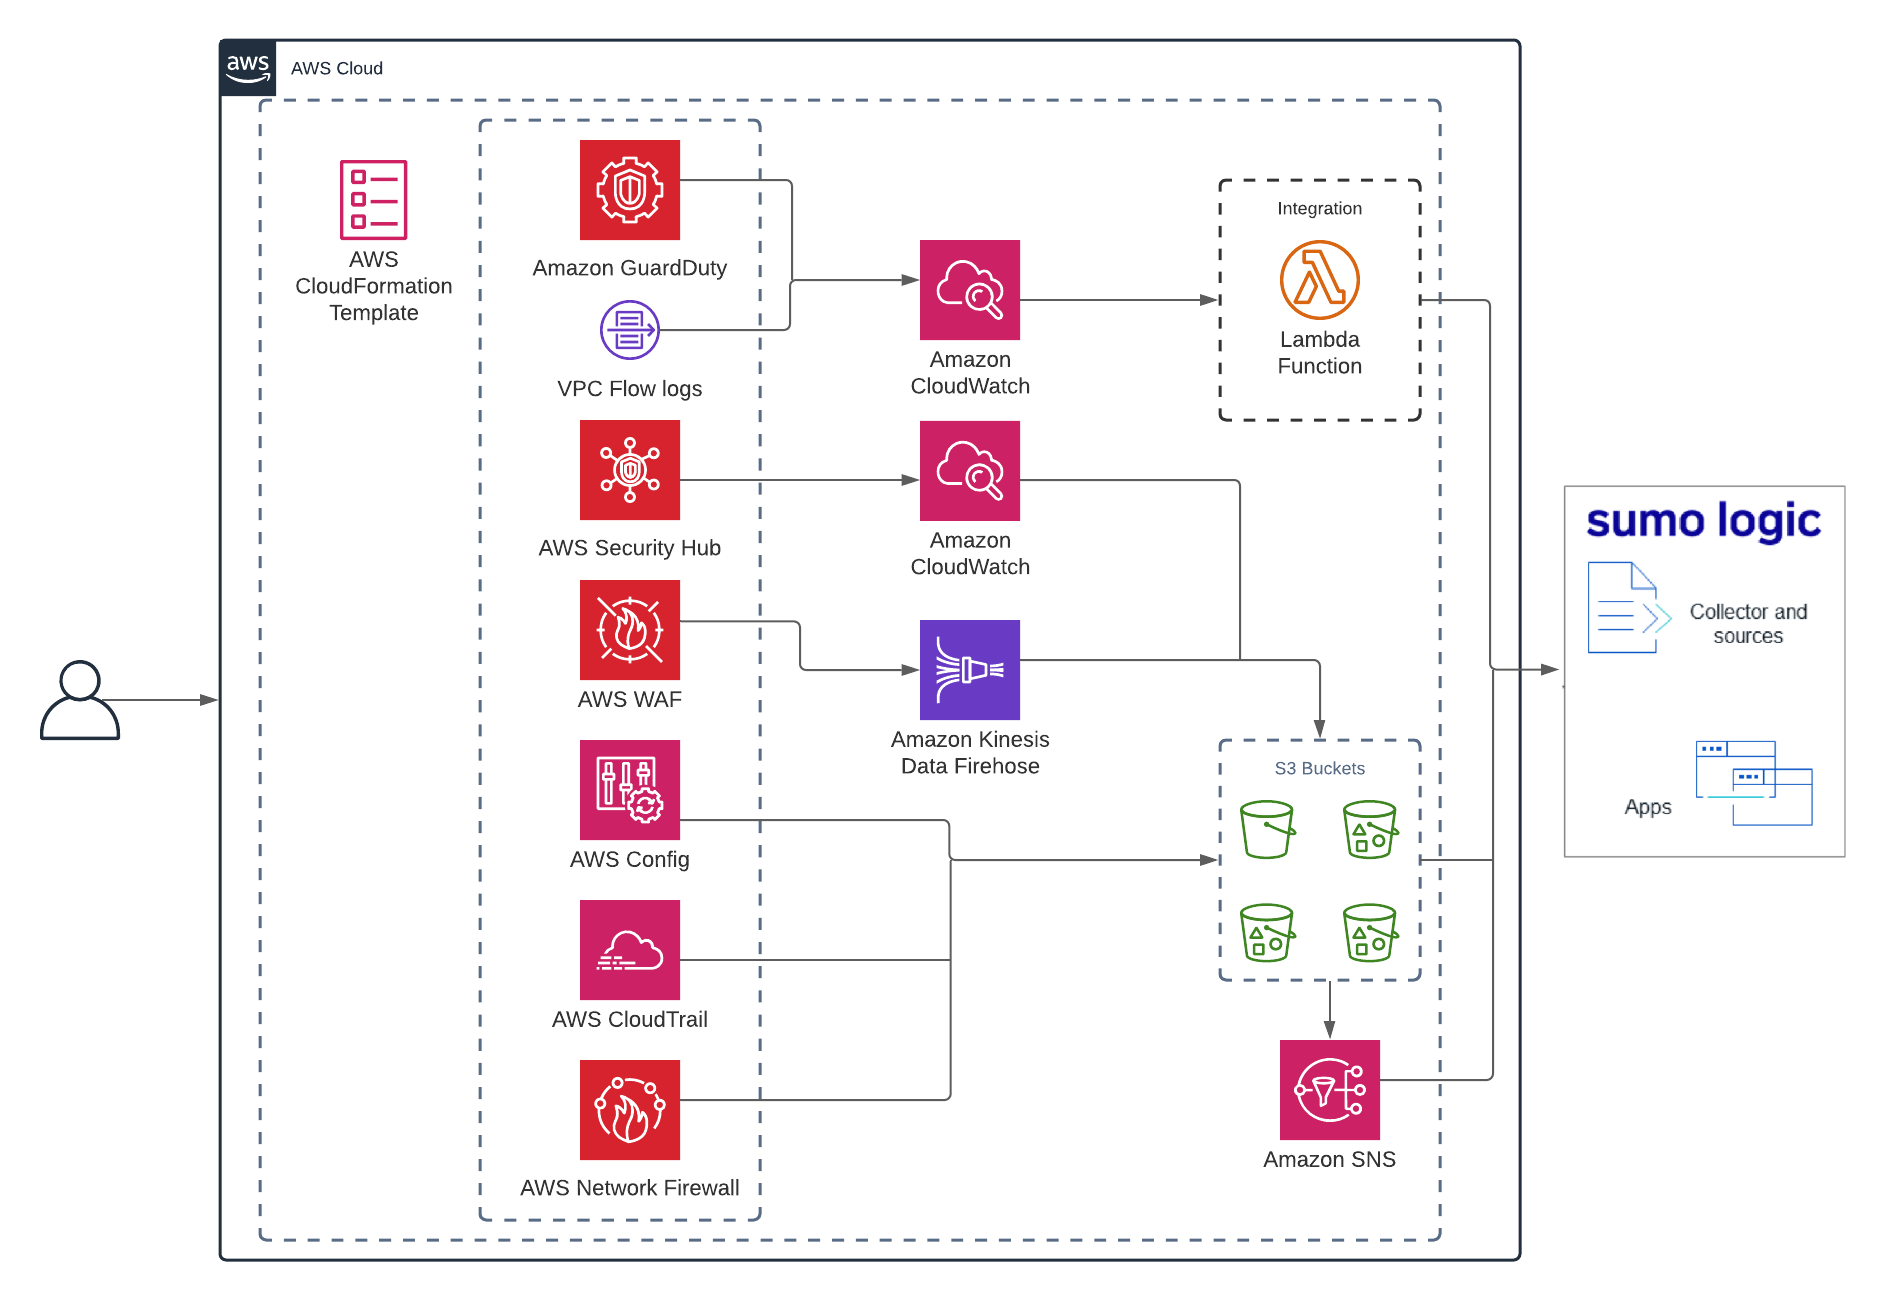 aws
AWS Cloud
AWS
CloudFormation
Template
Amazon GuardDuty
VPC Flow logs
AWS Security Hub
AWS WAF
AWS Config
AWS CloudTrail
AWS Network Firewall
Amazon
CloudWatch
Amazon
CloudWatch
Amazon Kinesis
Data Firehose
Integration
Lambda
Function
S3 Buckets
Amazon SNS
sumo logic
Collector and
sources
Apps